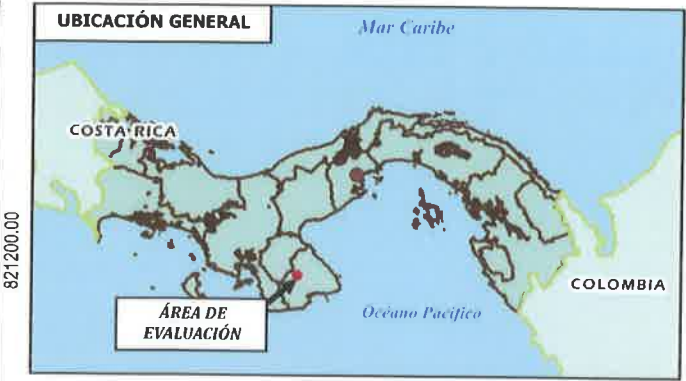 UBICACIÓN GENERAL
Mar Caribe
COSTA RICA
821200.00
COLOMBIA
ÁREA DE
EVALUACIÓN
Océano Pacífico